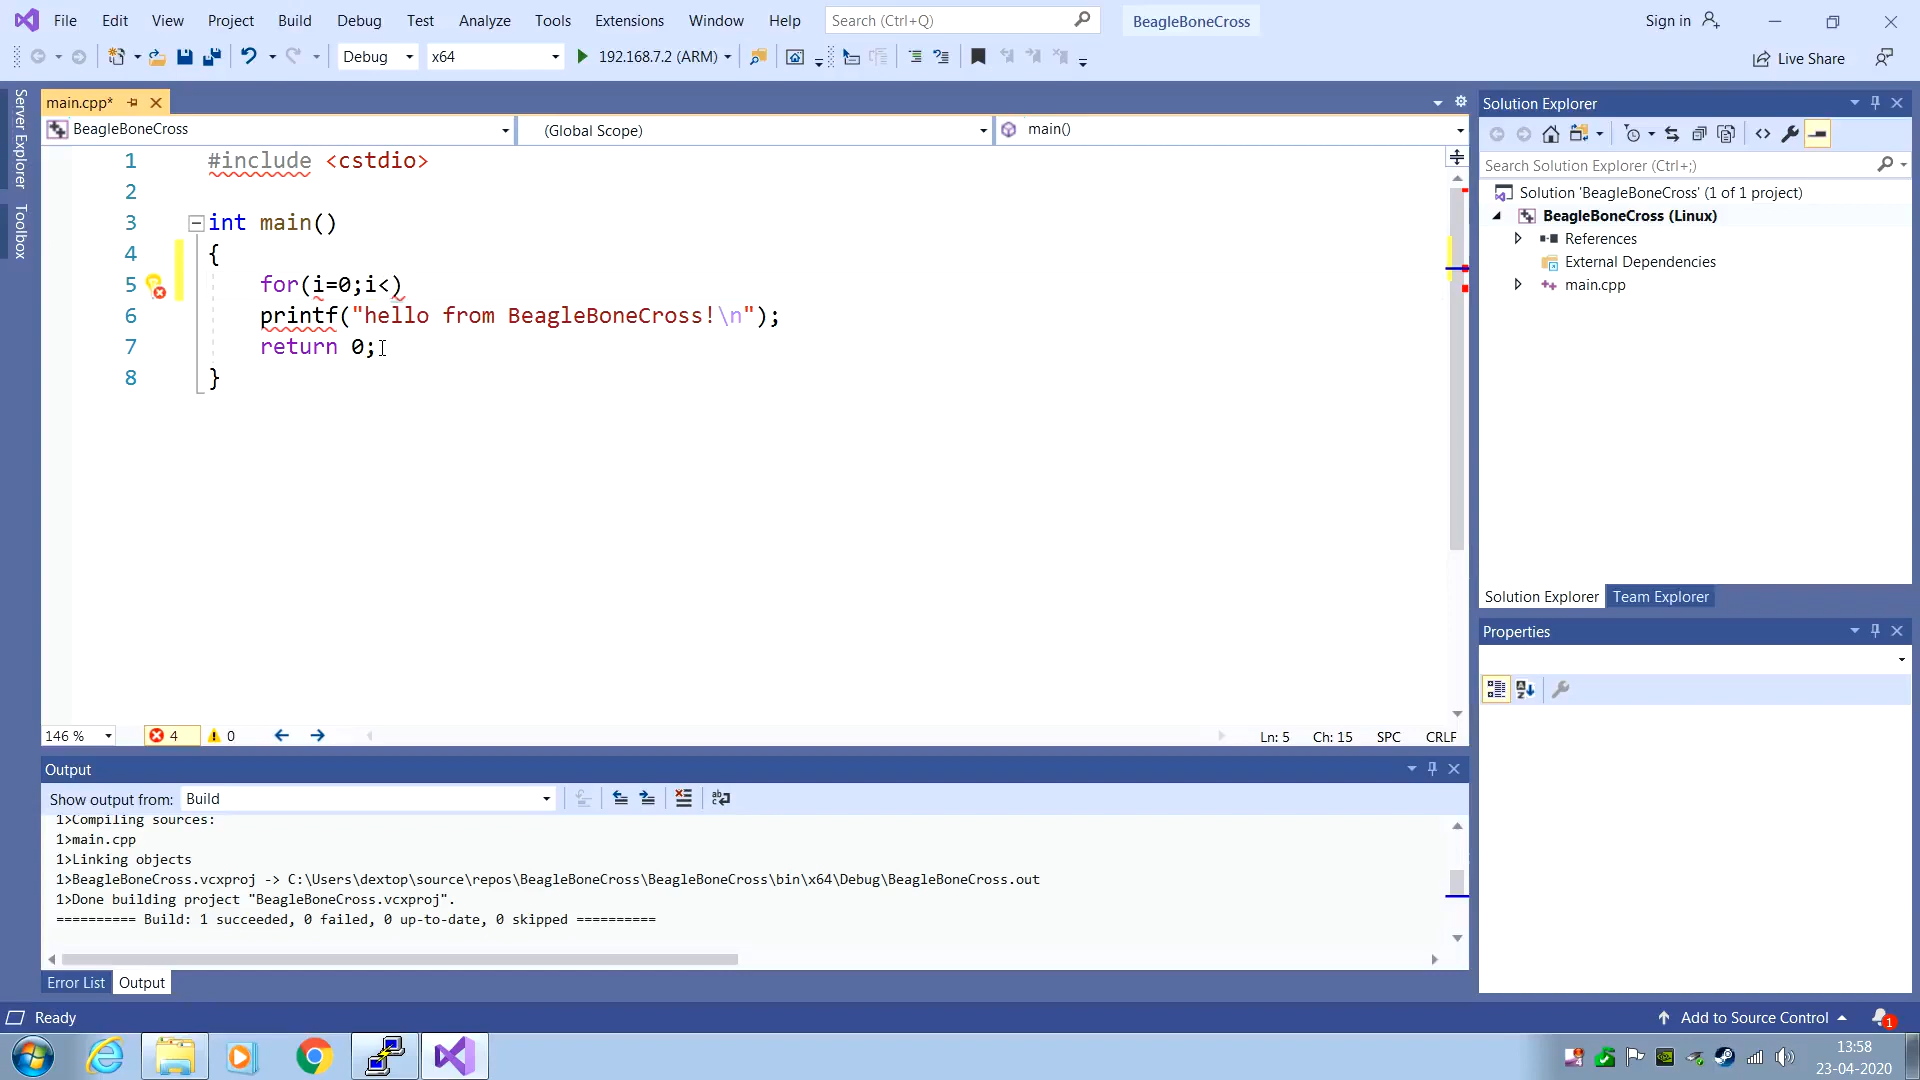 File Edit View Project Build Debug Test Analyze Tools Extensions Window Help Search (Ctrl+Q) BeagleBoneCross Sign in
Debug x64 192.168.7.2 (ARM) Live Share
Server Explorer
Toolbox
main.cpp*
BeagleBoneCross (Global Scope) main()
1 #include <cstdio>
2
3 int main()
4 {
5 for(i=0;i<)
6 printf("hello from BeagleBoneCross!\n");
7 return 0;
8 }
146 % 4 0 Ln: 5 Ch: 15 SPC CRLF
Solution Explorer
Search Solution Explorer (Ctrl+;)
Solution 'BeagleBoneCross' (1 of 1 project)
BeagleBoneCross (Linux)
References
External Dependencies
main.cpp
Solution Explorer Team Explorer
Properties
Output
Show output from: Build
1>Compiling sources:
1>main.cpp
1>Linking objects
1>BeagleBoneCross.vcxproj -> C:\Users\dextop\source\repos\BeagleBoneCross\BeagleBoneCross\bin\x64\Debug\BeagleBoneCross.out
1>Done building project "BeagleBoneCross.vcxproj".
========== Build: 1 succeeded, 0 failed, 0 up-to-date, 0 skipped ==========
Error List Output
Ready Add to Source Control 1
13:58
23-04-2020